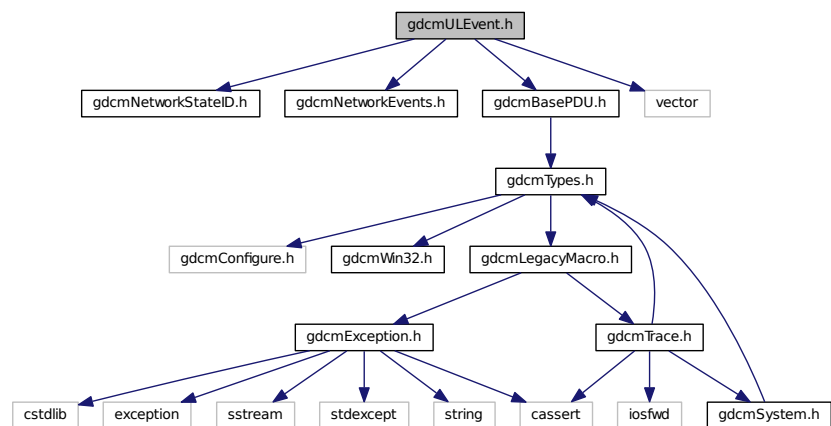 gdcmULEvent.h
gdcmNetworkStateID.h
gdcmNetworkEvents.h
gdcmBasePDU.h
vector
gdcmTypes.h
gdcmConfigure.h
gdcmWin32.h
gdcmLegacyMacro.h
gdcmException.h
gdcmTrace.h
cstdlib
exception
sstream
stdexcept
string
cassert
iosfwd
gdcmSystem.h